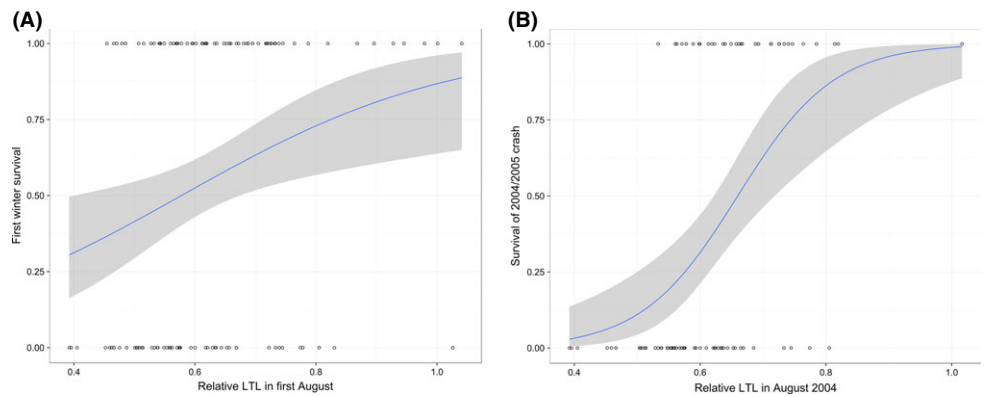 (A)
1.00
0.75
0.50
0.25
0.00
First winter survival
0.4 0.6 0.8 1.0
Relative LTL in first August
(B)
1.00
0.75
0.50
0.25
0.00
Survival of 2004/2005 crash
0.4 0.6 0.8 1.0
Relative LTL in August 2004